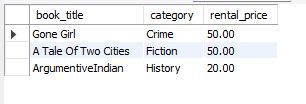 book_title category rental_price
Gone Girl Crime 50.00
A Tale Of Two Cities Fiction 50.00
ArgumentiveIndian History 20.00